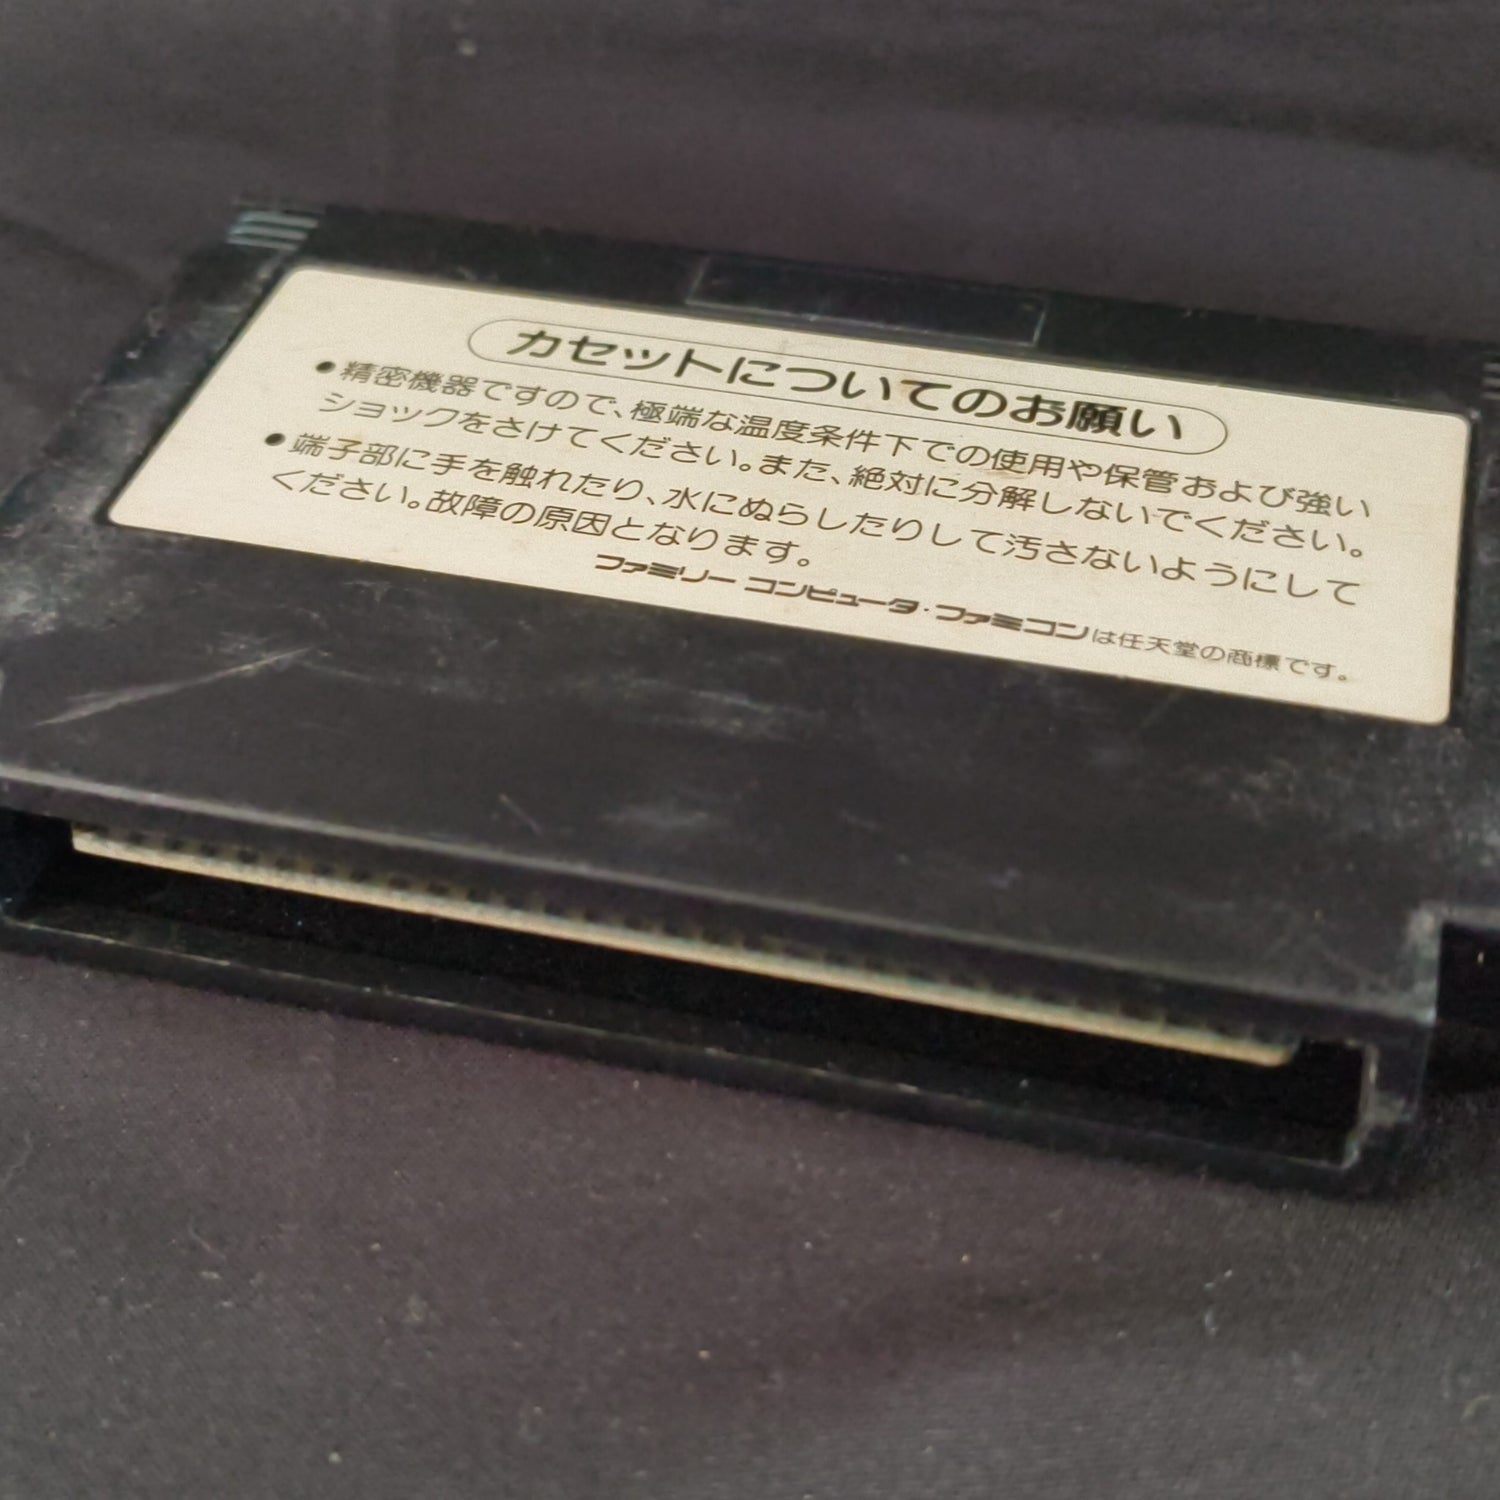 カセットについてのお願い
●精密機器ですので、極端な温度条件下での使用や保管および強い
ショックをさけてください。また、絶対に分解しないでください。
●端子部に手を触れたり、水にぬらしたりして汚さないようにして
ください。故障の原因となります。
ファミリー コンピュータ・ファミコンは任天堂の商標です。